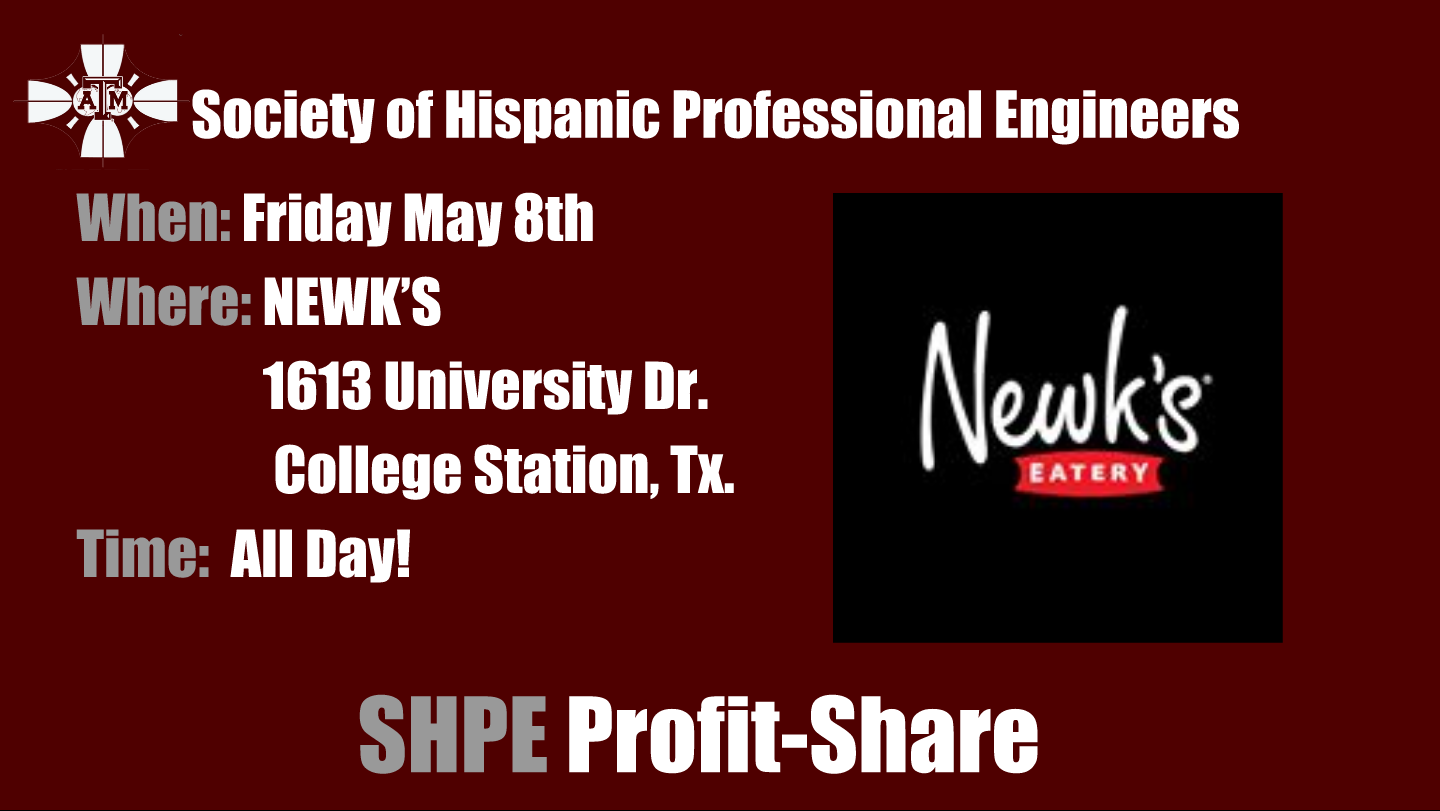 ATM
Society of Hispanic Professional Engineers
When: Friday May 8th
Where: NEWK’S
1613 University Dr.
College Station, Tx.
Time: All Day!
Newk's
EATERY
SHPE Profit-Share